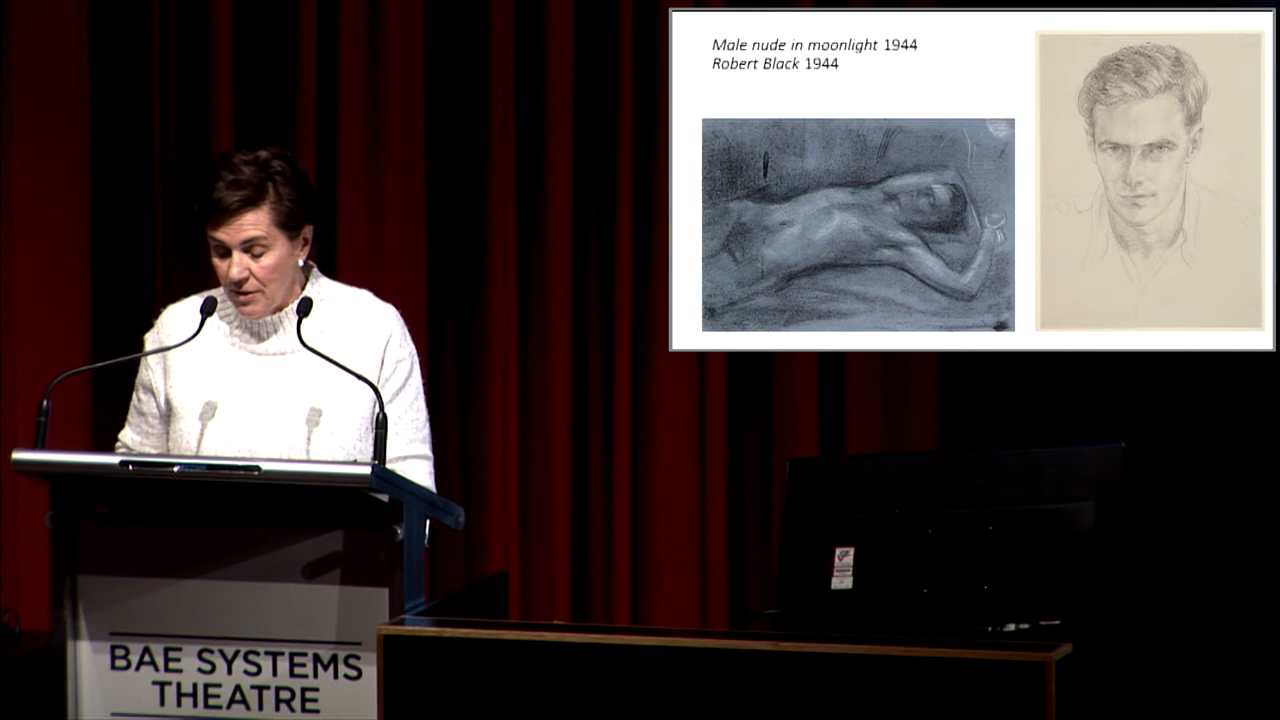 Male nude in moonlight 1944
Robert Black 1944
BAE SYSTEMS
THEATRE